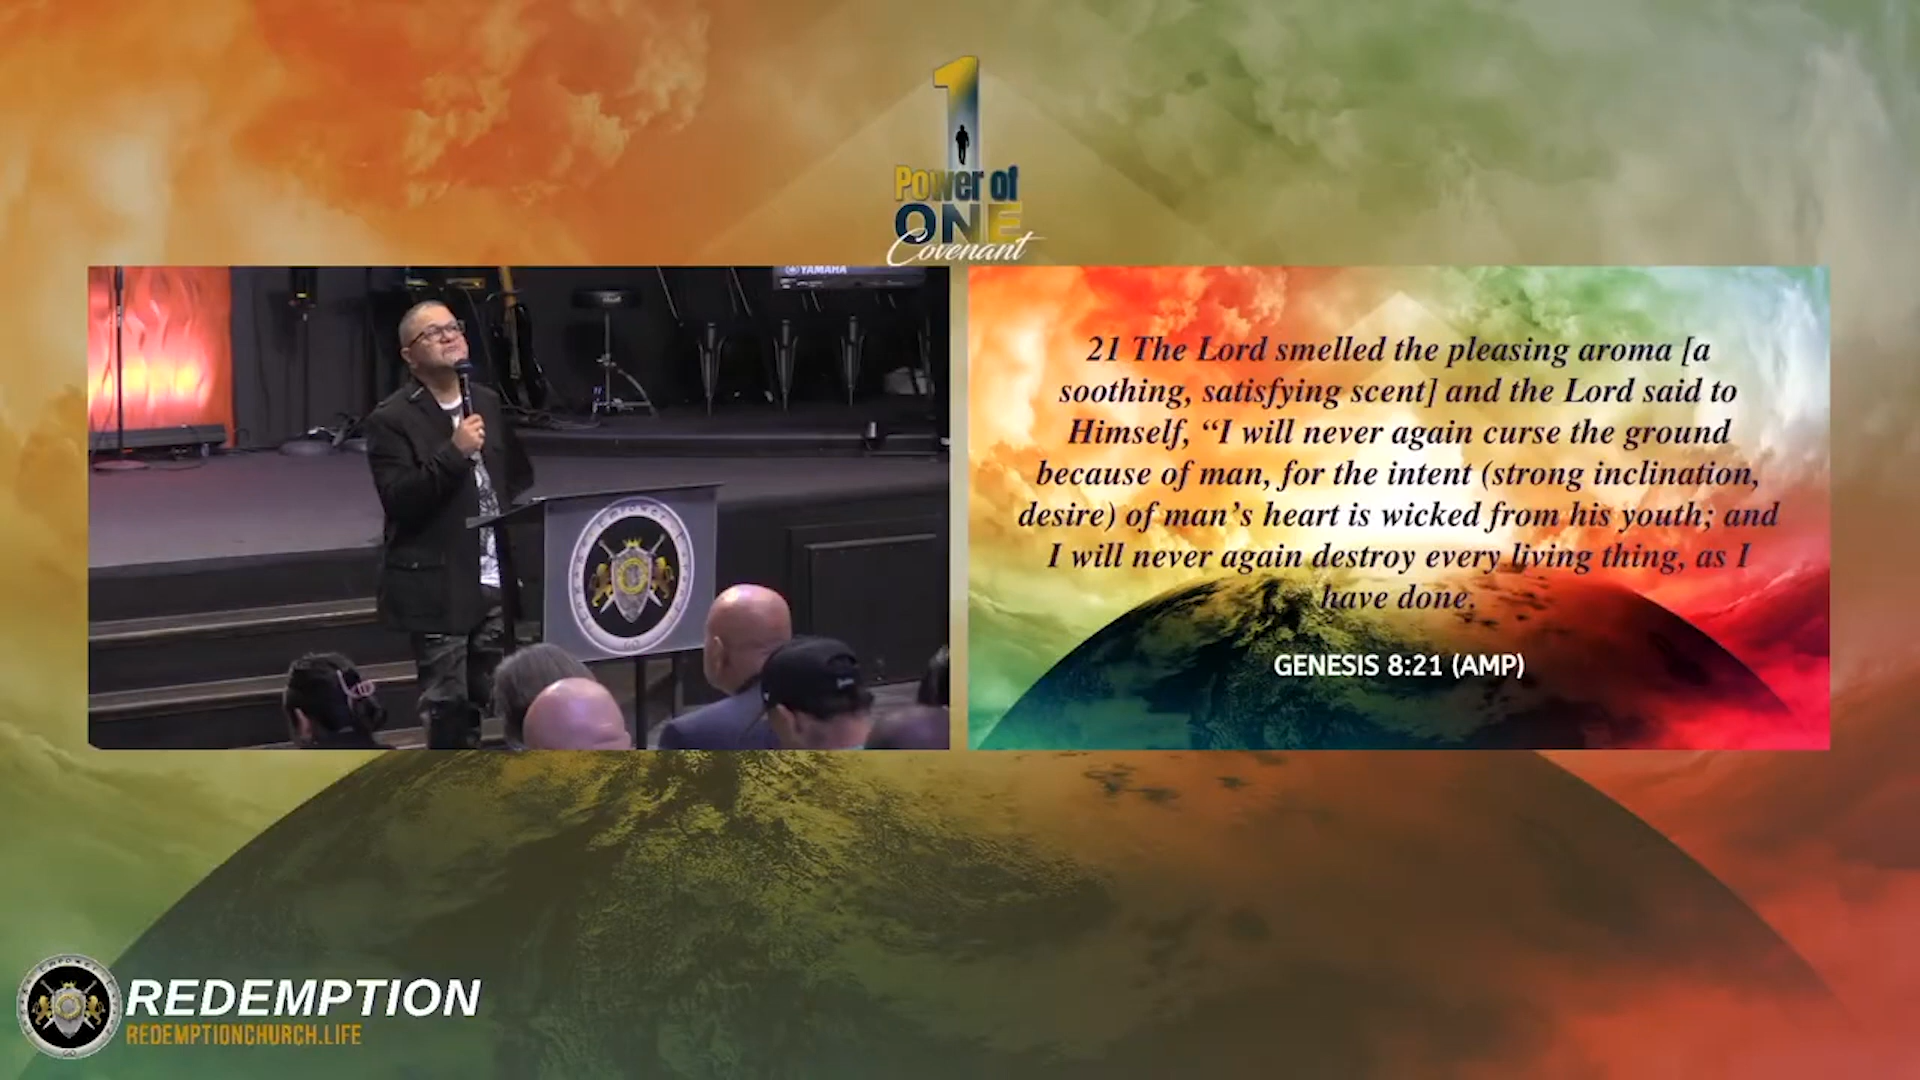 1
Power of
ONE
Covenant
YAMAHA
21 The Lord smelled the pleasing aroma [a
soothing, satisfying scent] and the Lord said to
Himself, “I will never again curse the ground
because of man, for the intent (strong inclination,
desire) of man’s heart is wicked from his youth; and
I will never again destroy every living thing, as I
have done.
GENESIS 8:21 (AMP)
REDEMPTION
REDEMPTIONCHURCH.LIFE